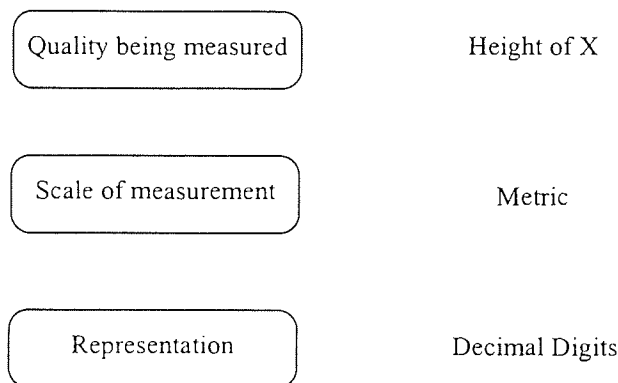 Quality being measured
Height of X
Scale of measurement
Metric
Representation
Decimal Digits